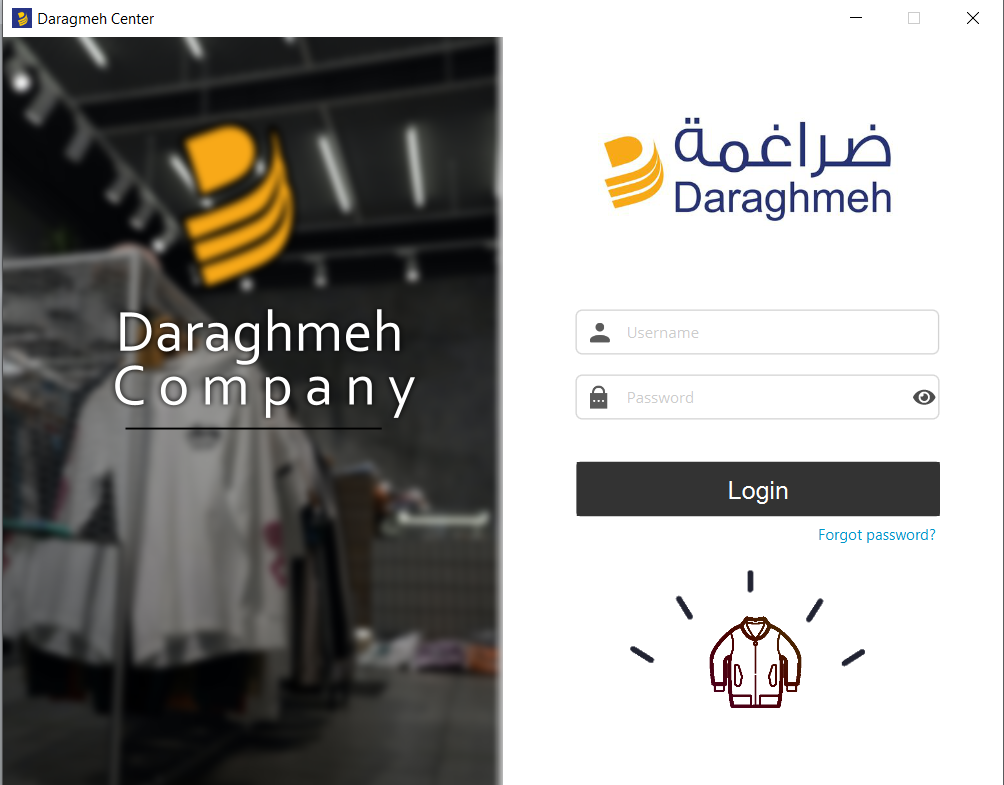 Daragmeh Center
Daraghmeh
Company
ضراغمة
Daraghmeh
Username
Password
Login
Forgot password?